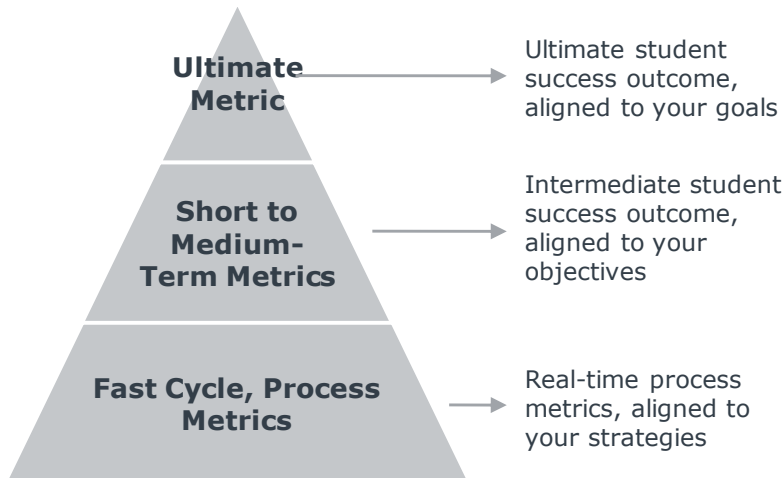 Ultimate
Metric
Ultimate student
success outcome,
aligned to your goals
Short to
Medium-
Term Metrics
Intermediate student
success outcome,
aligned to your
objectives
Fast Cycle, Process
Metrics
Real-time process
metrics, aligned to
your strategies